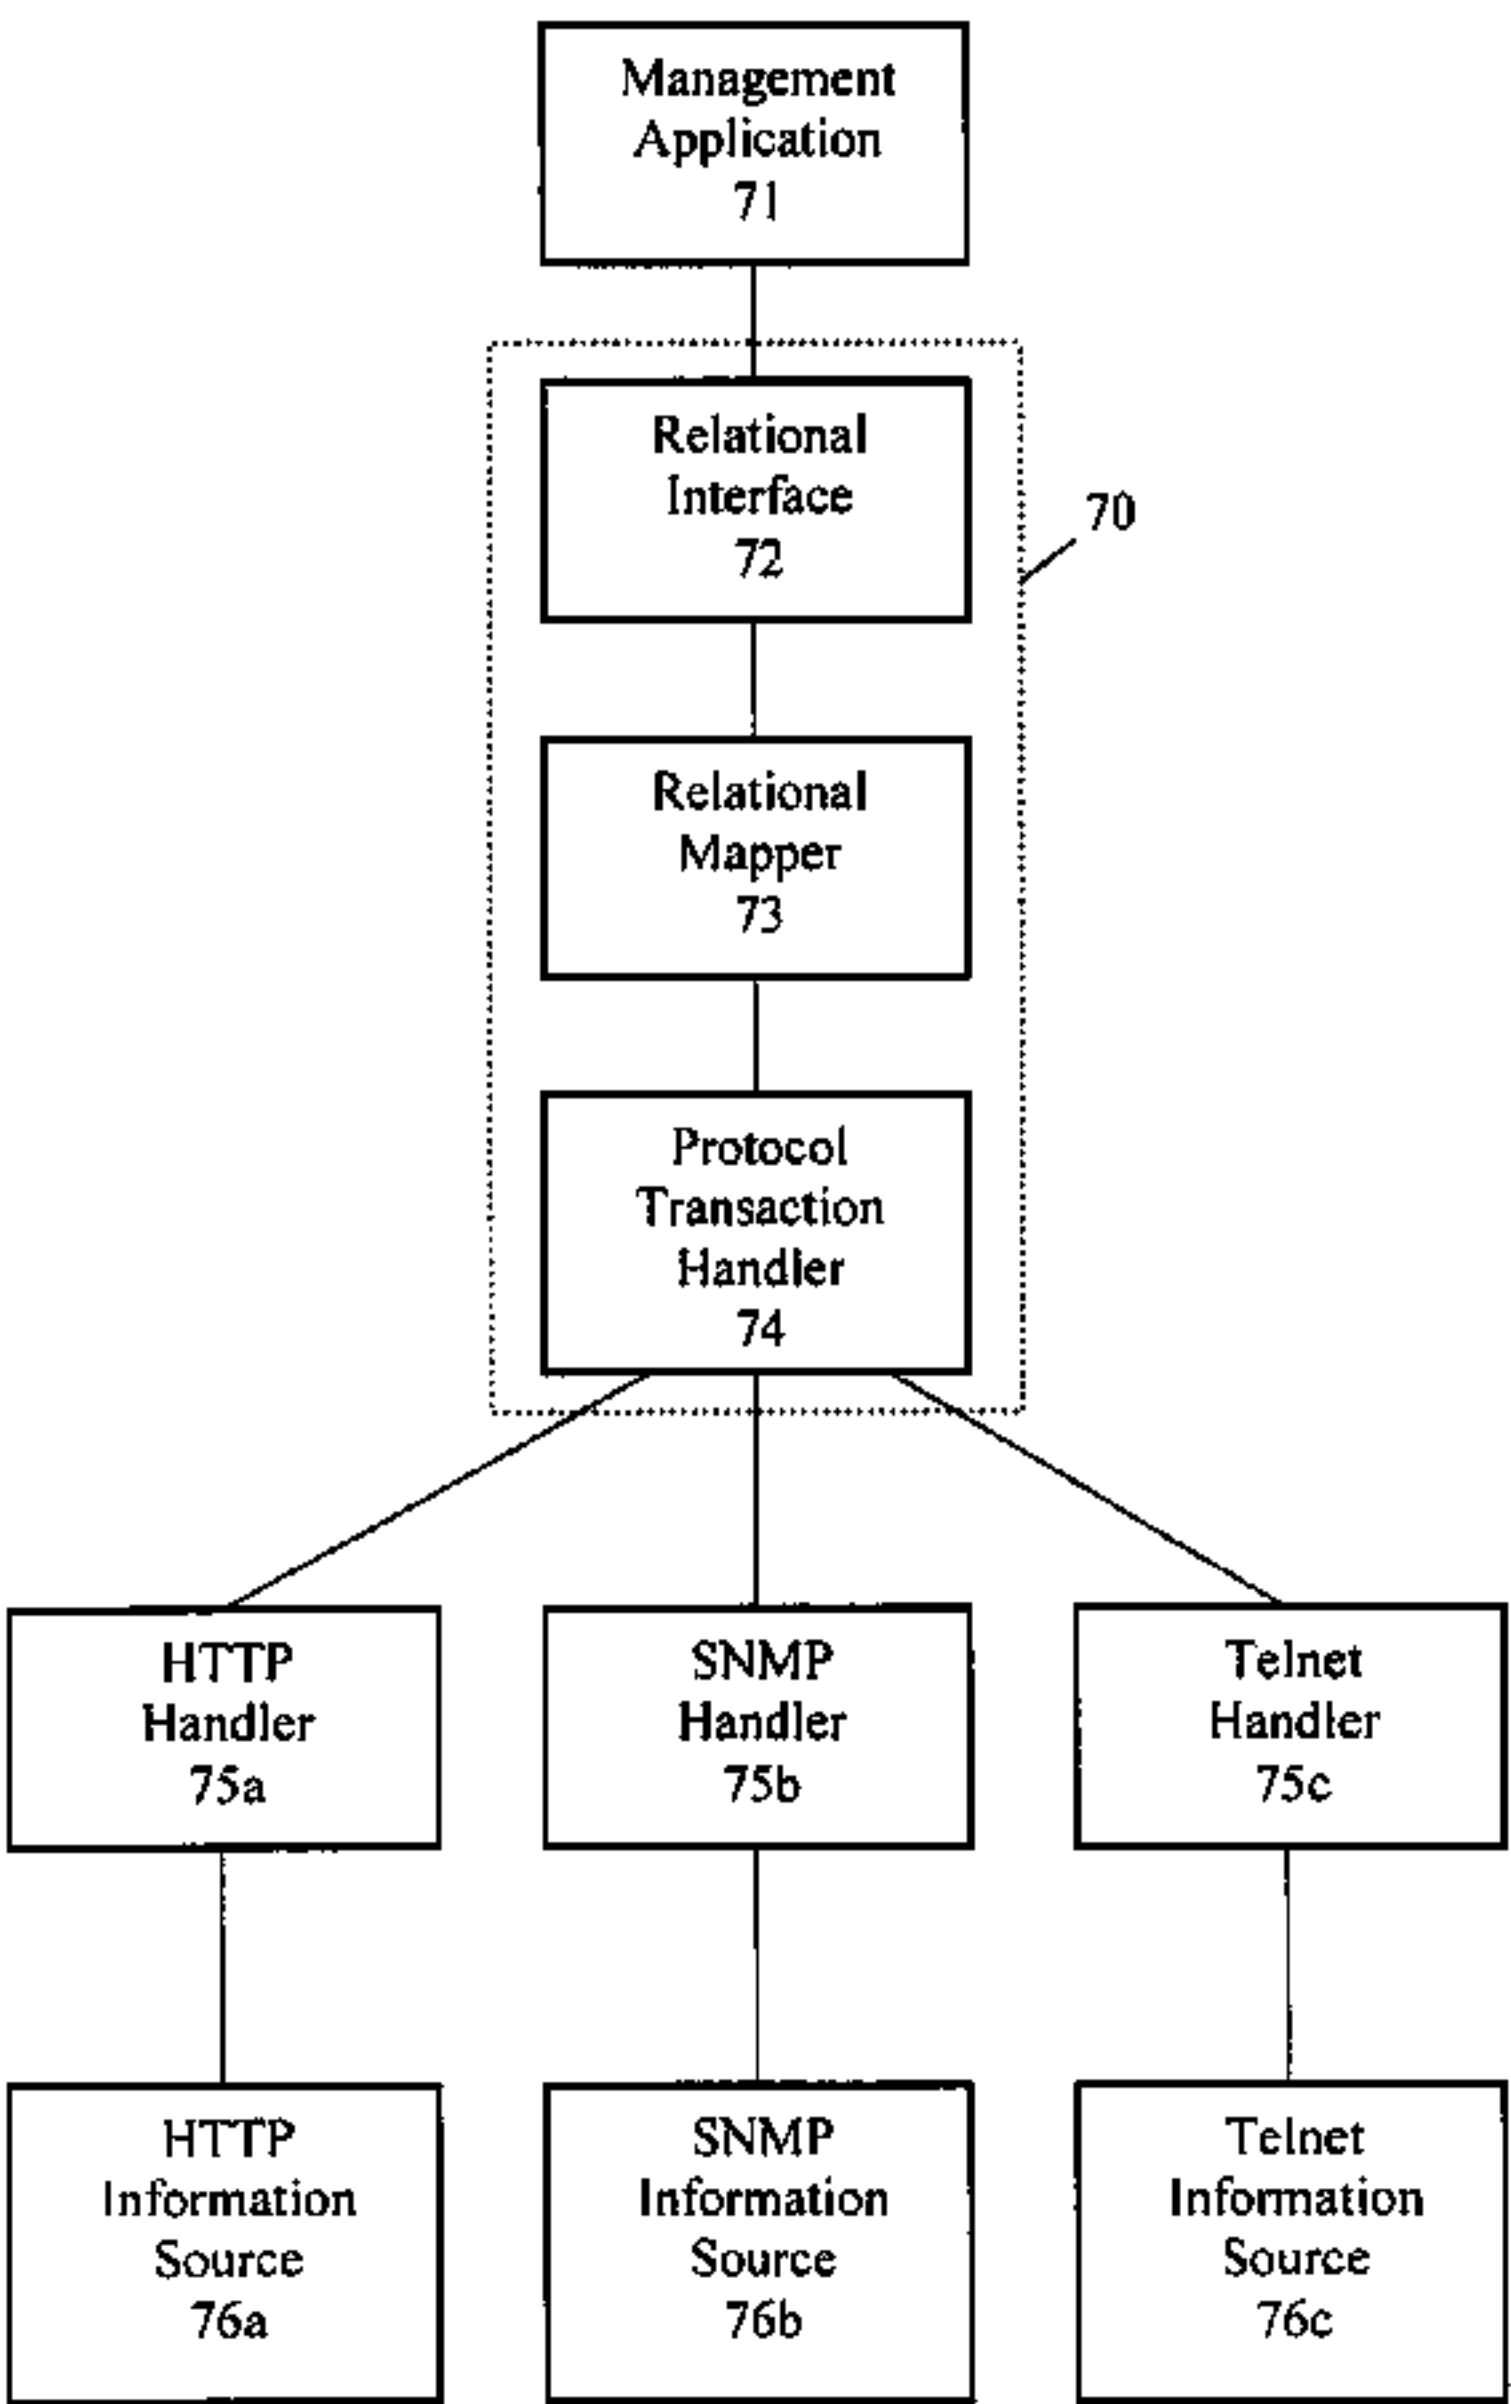 Management
Application
71
Relational
Interface
72
70
Relational
Mapper
73
Protocol
Transaction
Handler
74
HTTP
Handler
75a
SNMP
Handler
75b
Telnet
Handler
75c
HTTP
Information
Source
76a
SNMP
Information
Source
76b
Telnet
Information
Source
76c